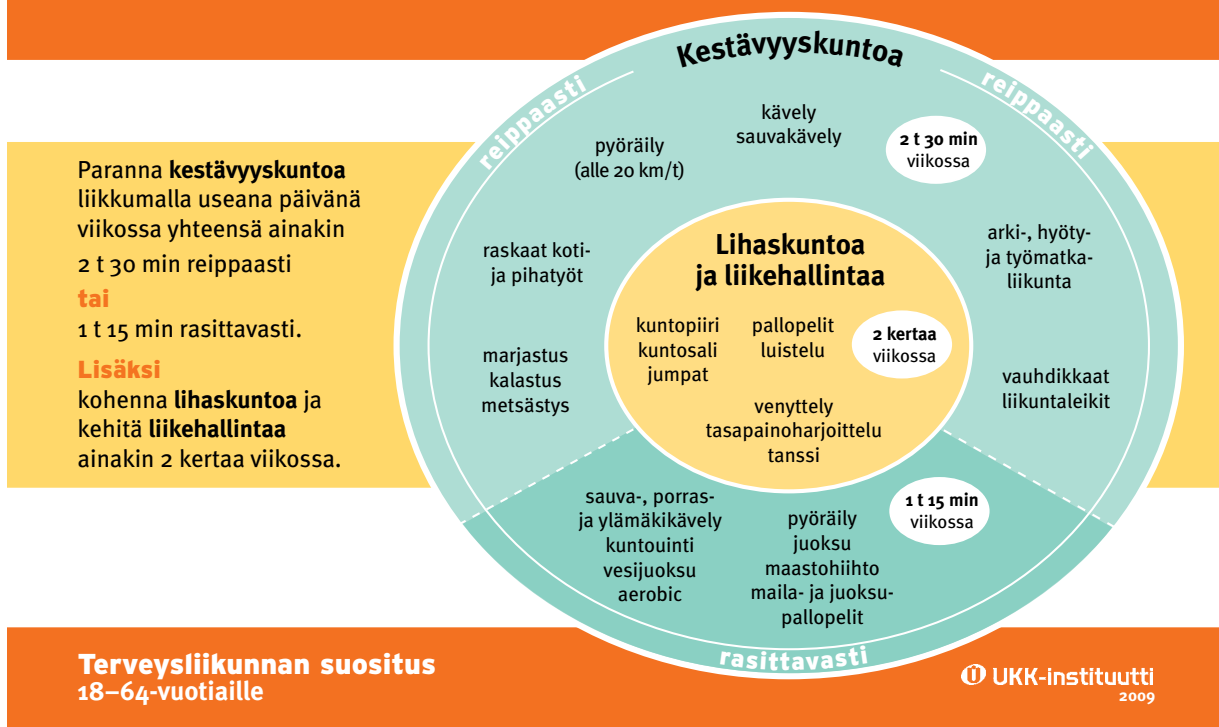 Kestävyyskuntoa
reippaasti
reippaasti
kävely
sauvakävely
2 t 30 min
viikossa
pyöräily
(alle 20 km/t)
Paranna kestävyyskuntoa
liikkumalla useana päivänä
viikossa yhteensä ainakin
2 t 30 min reippaasti
tai
1 t 15 min rasittavasti.
Lisäksi
kohenna lihaskuntoa ja
kehitä liikehallintaa
ainakin 2 kertaa viikossa.
raskaat koti-
ja pihatyöt
arki-, hyöty-
ja työmatka-
liikunta
Lihaskuntoa
ja liikehallintaa
kuntopiiri
kuntosali
jumpat
pallopelit
luistelu
2 kertaa
viikossa
marjastus
kalastus
metsästys
vauhdikkaat
liikuntaleikit
venyttely
tasapainoharjoittelu
tanssi
sauva-, porras-
ja ylämäkikävely
kuntouinti
vesijuoksu
aerobic
pyöräily
juoksu
maastohiihto
maila- ja juoksu-
pallopelit
1 t 15 min
viikossa
rasittavasti
Terveysliikunnan suositus
18–64-vuotiaille
UKK-instituutti
2009